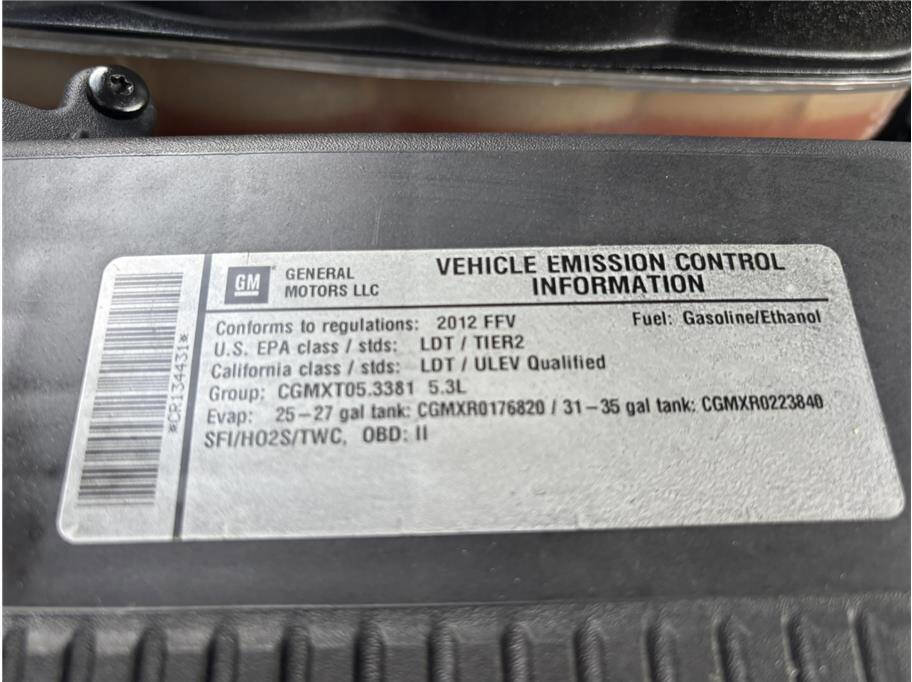 GM
GENERAL
MOTORS LLC
VEHICLE EMISSION CONTROL
INFORMATION
Conforms to regulations: 2012 FFV
Fuel: Gasoline/Ethanol
U.S. EPA class / stds: LDT / TIER2
California class / stds: LDT / ULEV Qualified
Group: CGMXT05.3381 5.3L
Evap: 25-27 gal tank: CGMXR0176820 / 31-35 gal tank: CGMXR0223840
SFI/HO2S/TWC, OBD: II
*CR134431*